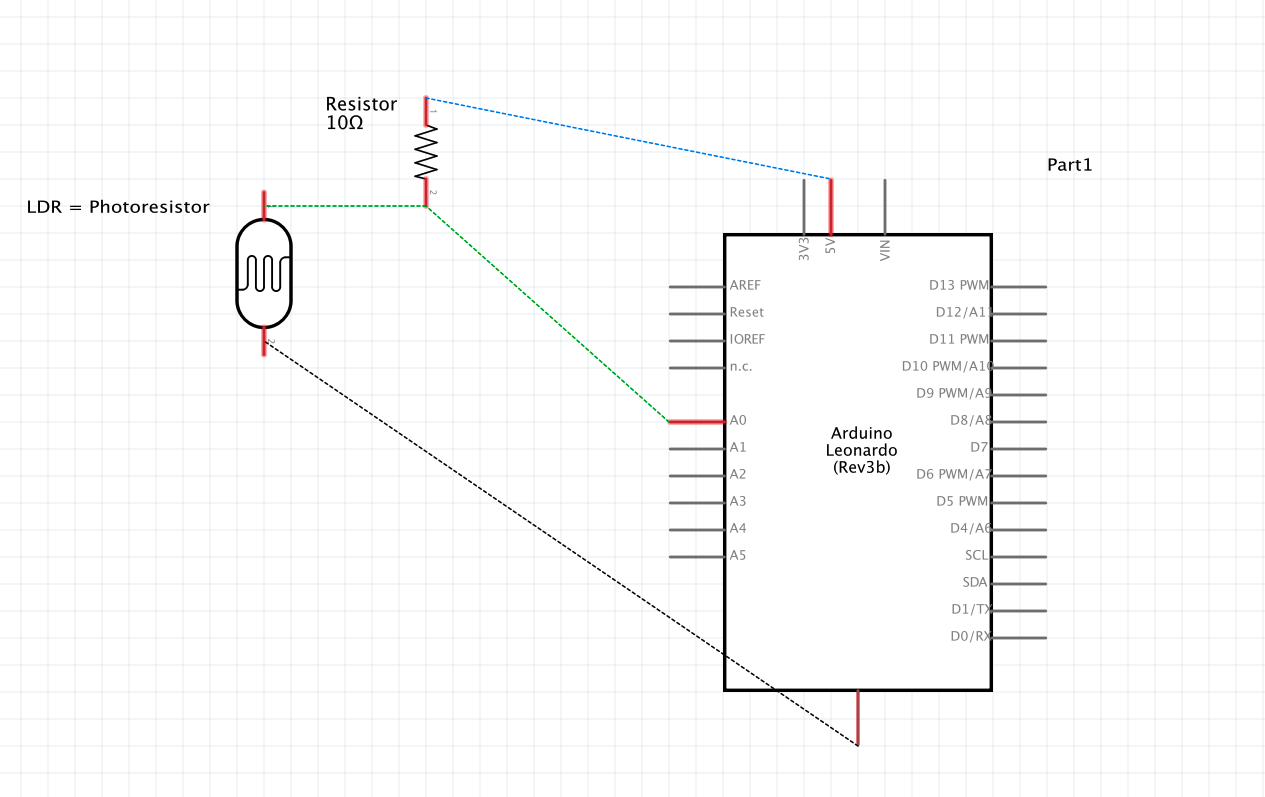 Resistor
10Ω
1
2
LDR = Photoresistor
2
Part1
3V3
5V
VIN
AREF
Reset
IOREF
n.c.
A0
A1
A2
A3
A4
A5
Arduino
Leonardo
(Rev3b)
D13 PWM
D12/A11
D11 PWM
D10 PWM/A10
D9 PWM/A9
D8/A8
D7
D6 PWM/A7
D5 PWM
D4/A6
SCL
SDA
D1/TX
D0/RX